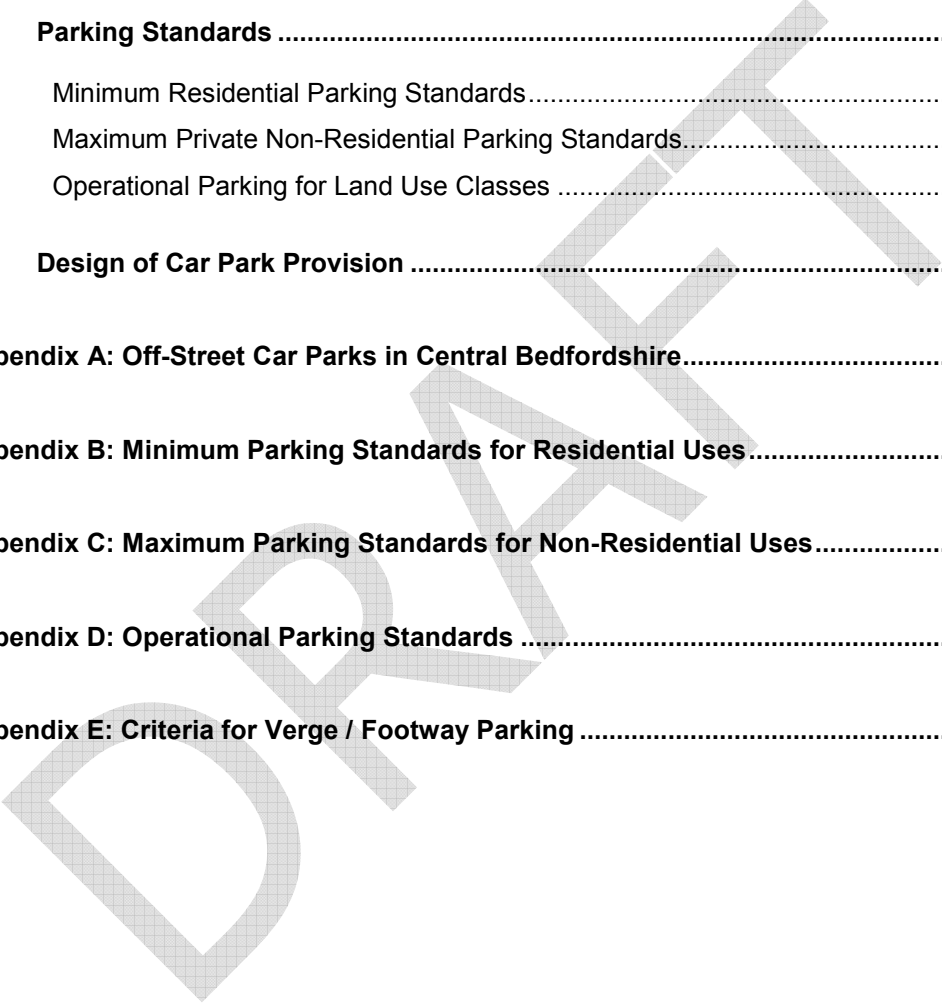 Parking Standards ................................................................................
Minimum Residential Parking Standards ........................................................
Maximum Private Non-Residential Parking Standards ...................................
Operational Parking for Land Use Classes ....................................................
Design of Car Park Provision ................................................................
pendix A: Off-Street Car Parks in Central Bedfordshire ................................
pendix B: Minimum Parking Standards for Residential Uses ........................
pendix C: Maximum Parking Standards for Non-Residential Uses ................
pendix D: Operational Parking Standards ...................................................
pendix E: Criteria for Verge / Footway Parking ............................................
DRAFT